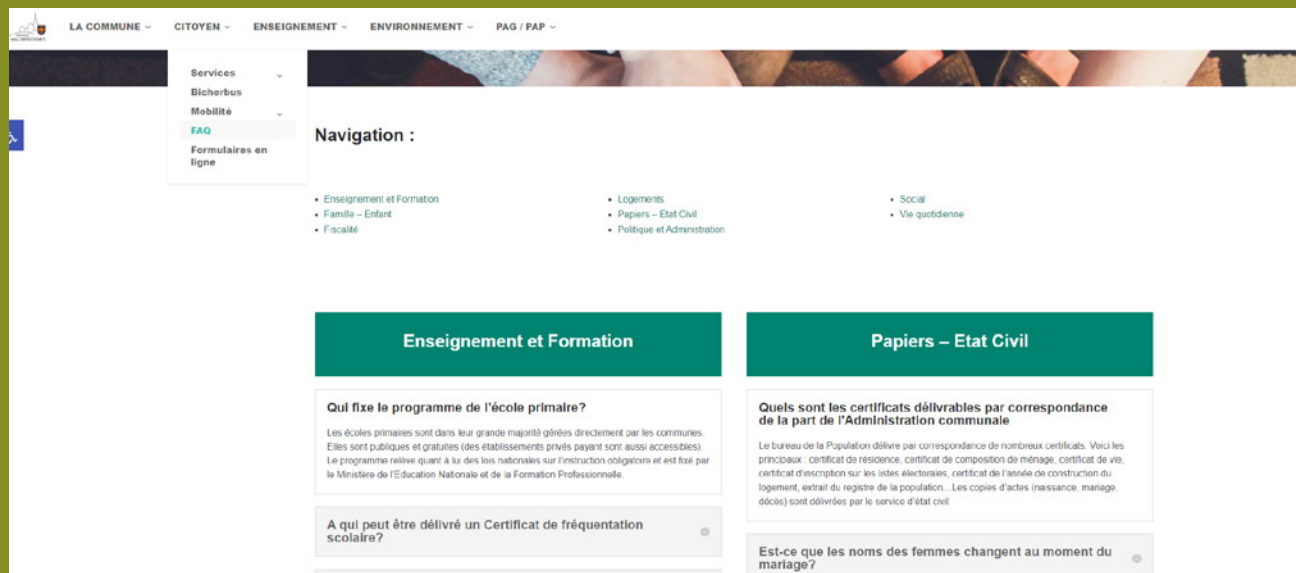 LA COMMUNE
CITOYEN
ENSEIGNEMENT
ENVIRONNEMENT
PAG / PAP
Services
Bicherbus
Mobilité
FAQ
Formulaires en
ligne
Navigation :
• Enseignement et Formation
• Famille – Enfant
• Fiscalité
• Logements
• Papiers – Etat Civil
• Politique et Administration
• Social
• Vie quotidienne
Enseignement et Formation
Qui fixe le programme de l'école primaire?
Les écoles primaires sont dans leur grande majorité gérées directement par les communes.
Elles sont publiques et gratuites (des établissements privés payant sont aussi accessibles).
Le programme relève quant à lui des lois nationales sur l'instruction obligatoire et est fixé par
le Ministère de l'Education Nationale et de la Formation Professionnelle.
A qui peut être délivré un Certificat de fréquentation
scolaire?
Papiers – Etat Civil
Quels sont les certificats délivrables par correspondance
de la part de l'Administration communale
Le bureau de la Population délivre par correspondance de nombreux certificats. Voici les
principaux : certificat de résidence, certificat de composition de ménage, certificat de vie,
certificat d'inscription sur les listes électorales, certificat de l'année de construction du
logement, extrait du registre de la population... Les copies d'actes (naissance, mariage,
décès) sont délivrées par le service d'état civil
Est-ce que les noms des femmes changent au moment du
mariage?